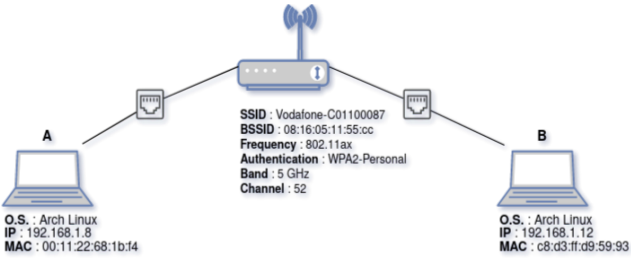 SSID : Vodafone-C01100087
BSSID : 08:16:05:11:55:cc
Frequency : 802.11ax
Authentication : WPA2-Personal
Band : 5 GHz
Channel : 52
A
O.S. : Arch Linux
IP : 192.168.1.8
MAC : 00:11:22:68:1b:f4
B
O.S. : Arch Linux
IP : 192.168.1.12
MAC : c8:d3:ff:d9:59:93